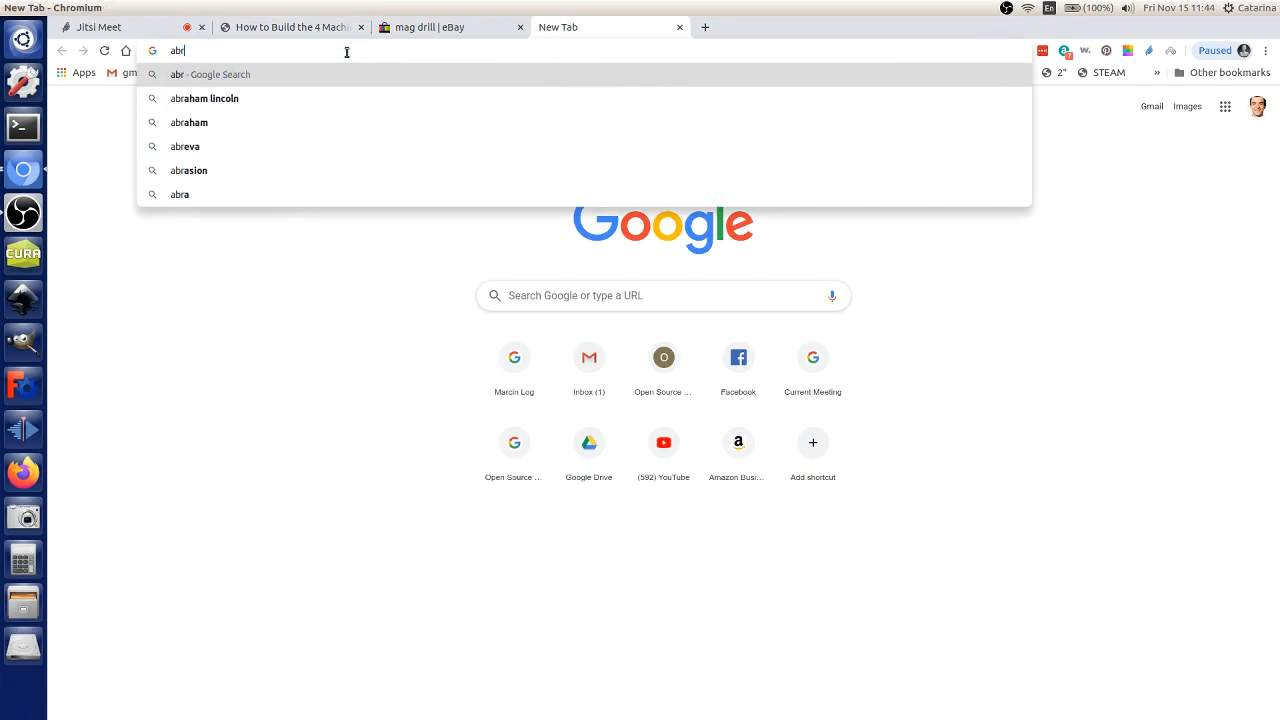 New Tab - Chromium
En (100%) Fri Nov 15 11:44 Catarina
Jitsi Meet × How to Build the 4 Machi × mag drill | eBay × New Tab × +
abr 7 w. Paused
Apps gm 2" STEAM » Other bookmarks
abr - Google Search
abraham lincoln
abraham
abreva
abrasion
abra
Gmail Images
Google
Search Google or type a URL
Marcin Log Inbox (1) Open Source ... Facebook Current Meeting
Open Source ... Google Drive (592) YouTube Amazon Busi... Add shortcut
CURA